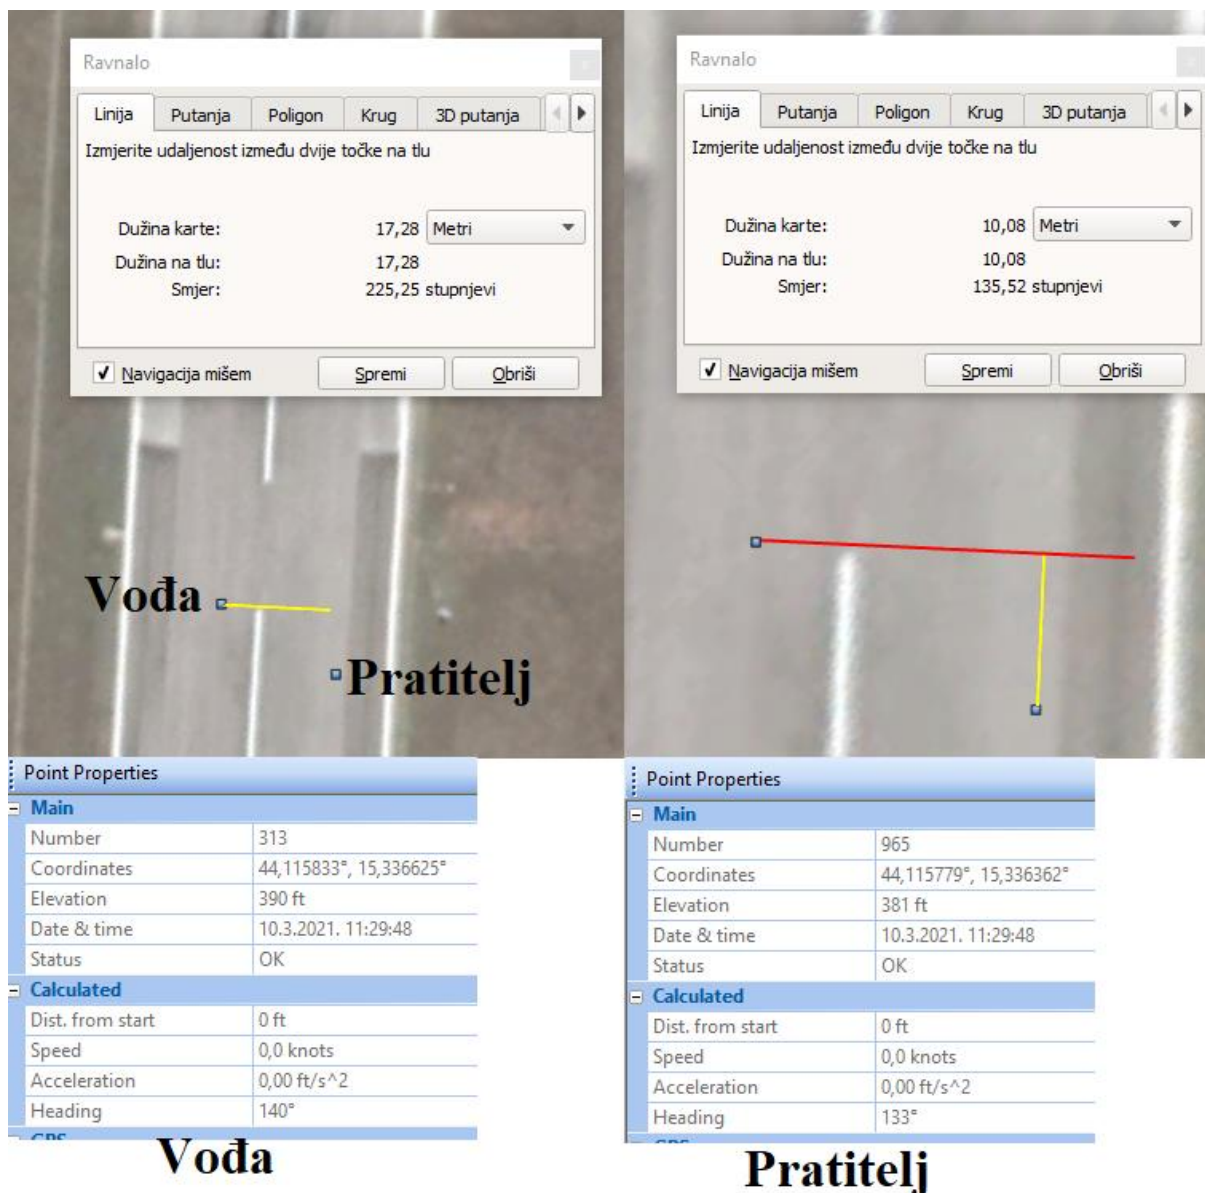 Ravnalo
Linija Putanja Poligon Krug 3D putanja
Izmjerite udaljenost između dvije točke na tlu
Dužina karte: 17,28 Metri
Dužina na tlu: 17,28
Smjer: 225,25 stupnjevi
Navigacija mišem Spremi Obriši
Vođa
Pratitelj
Ravnalo
Linija Putanja Poligon Krug 3D putanja
Izmjerite udaljenost između dvije točke na tlu
Dužina karte: 10,08 Metri
Dužina na tlu: 10,08
Smjer: 135,52 stupnjevi
Navigacija mišem Spremi Obriši
Point Properties
Main
Number 313
Coordinates 44,115833°, 15,336625°
Elevation 390 ft
Date & time 10.3.2021. 11:29:48
Status OK
Calculated
Dist. from start 0 ft
Speed 0,0 knots
Acceleration 0,00 ft/s^2
Heading 140°
Vođa
Point Properties
Main
Number 965
Coordinates 44,115779°, 15,336362°
Elevation 381 ft
Date & time 10.3.2021. 11:29:48
Status OK
Calculated
Dist. from start 0 ft
Speed 0,0 knots
Acceleration 0,00 ft/s^2
Heading 133°
Pratitelj